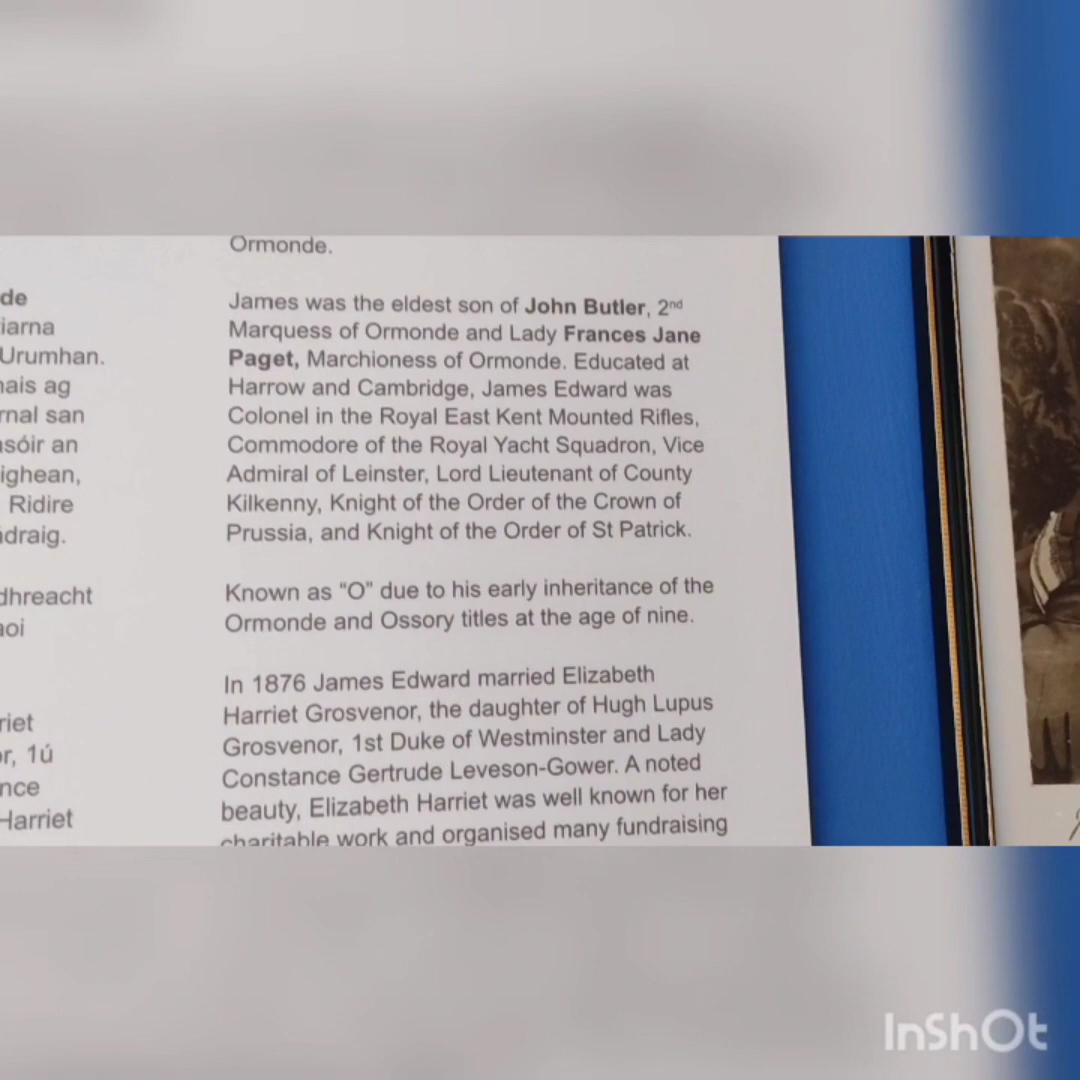 de
iarna
Urumhan.
nais ag
rnal san
asóir an
ighean,
Ridire
ádraig.
dhreacht
aoi
riet
or, 1ú
nce
Harriet
Ormonde.
James was the eldest son of John Butler, 2nd
Marquess of Ormonde and Lady Frances Jane
Paget, Marchioness of Ormonde. Educated at
Harrow and Cambridge, James Edward was
Colonel in the Royal East Kent Mounted Rifles,
Commodore of the Royal Yacht Squadron, Vice
Admiral of Leinster, Lord Lieutenant of County
Kilkenny, Knight of the Order of the Crown of
Prussia, and Knight of the Order of St Patrick.
Known as “O” due to his early inheritance of the
Ormonde and Ossory titles at the age of nine.
In 1876 James Edward married Elizabeth
Harriet Grosvenor, the daughter of Hugh Lupus
Grosvenor, 1st Duke of Westminster and Lady
Constance Gertrude Leveson-Gower. A noted
beauty, Elizabeth Harriet was well known for her
charitable work and organised many fundraising
InShOt